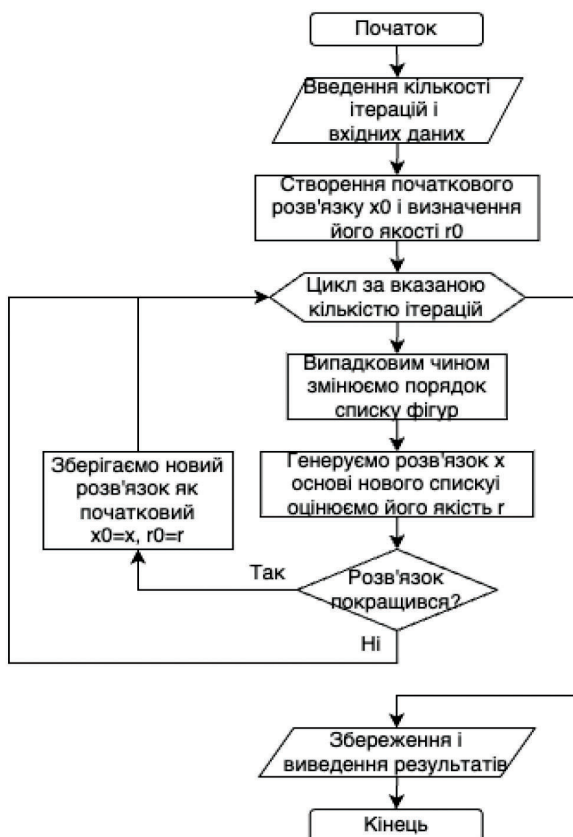 Початок
Введення кількості
ітерацій і
вхідних даних
Створення початкового
розв'язку x0 і визначення
його якості r0
Цикл за вказаною
кількістю ітерацій
Випадковим чином
змінюємо порядок
списку фігур
Генеруємо розв'язок x
основі нового спискуі
оцінюємо його якість r
Зберігаємо новий
розв'язок як
початковий
x0=x, r0=r
Так
Розв'язок
покращився?
Ні
Збереження і
виведення результатів
Кінець